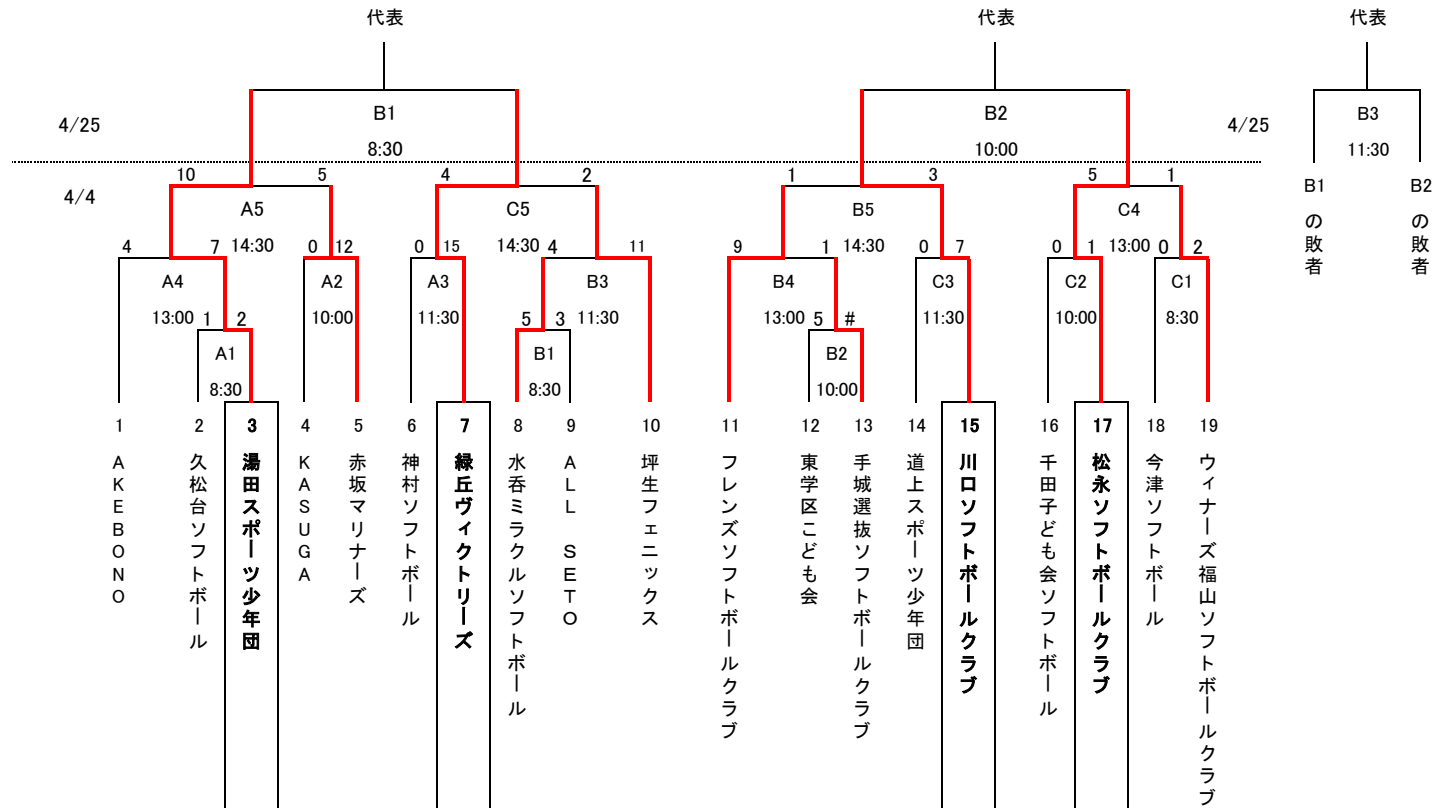 代表 代表 代表
B1 B2 B3
4/25 4/25
8:30 10:00 11:30
10 5 4 2 1 3 5 1
4/4
B1 B2
A5 C5 B5 C4
の敗者 の敗者
4 7 14:30 0 12 0 15 14:30 4 11 9 1 14:30 0 7 0 1 13:00 0 2
A4 A2 A3 B3 B4 C3 C2 C1
13:00 1 2 10:00 11:30 5 3 11:30 13:00 5 # 11:30 10:00 8:30
A1 B1 B2
8:30 8:30 10:00
1 2 3 4 5 6 7 8 9 10 11 12 13 14 15 16 17 18 19
AKEBONO
久松台ソフトボール
湯田スポーツ少年団
KASUGA
赤坂マリナーズ
神村ソフトボール
緑丘ヴィクトリーズ
水呑ミラクルソフトボール
ALL SETO
坪生フェニックス
フレンズソフトボールクラブ
東学区こども会
手城選抜ソフトボールクラブ
道上スポーツ少年団
川口ソフトボールクラブ
千田子ども会ソフトボール
松永ソフトボールクラブ
今津ソフトボール
ウィナーズ福山ソフトボールクラブ